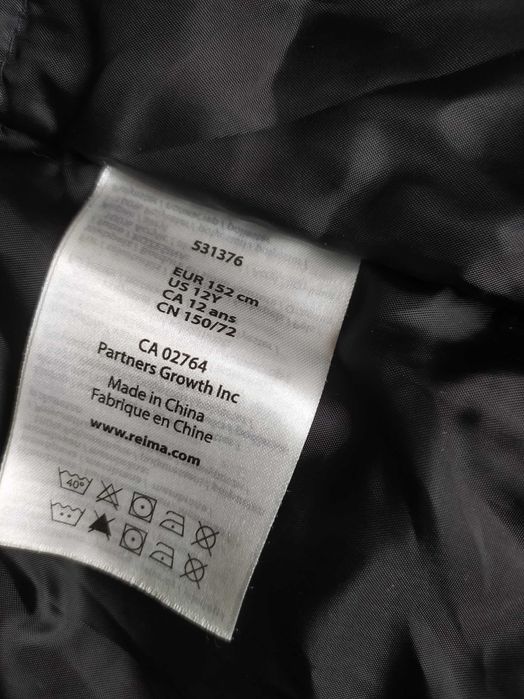 531376
EUR 152 cm
US 12Y
CA 12 ans
CN 150/72
CA 02764
Partners Growth Inc
Made in China
Fabrique en Chine
www.reima.com
40°